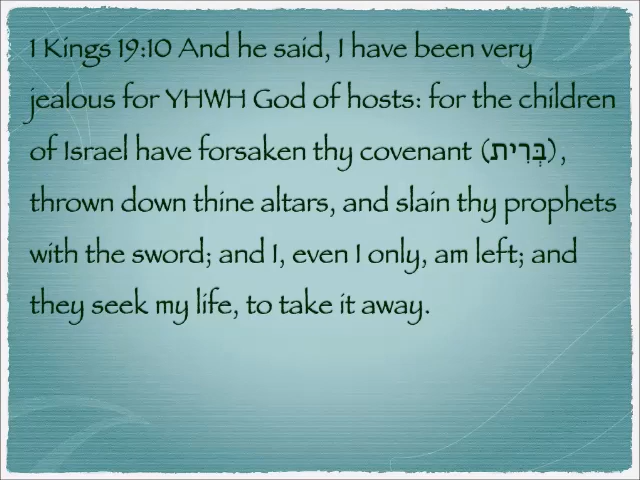 1 Kings 19:10 And he said, I have been very
jealous for YHWH God of hosts: for the children
of Israel have forsaken thy covenant (בְּרִית),
thrown down thine altars, and slain thy prophets
with the sword; and I, even I only, am left; and
they seek my life, to take it away.